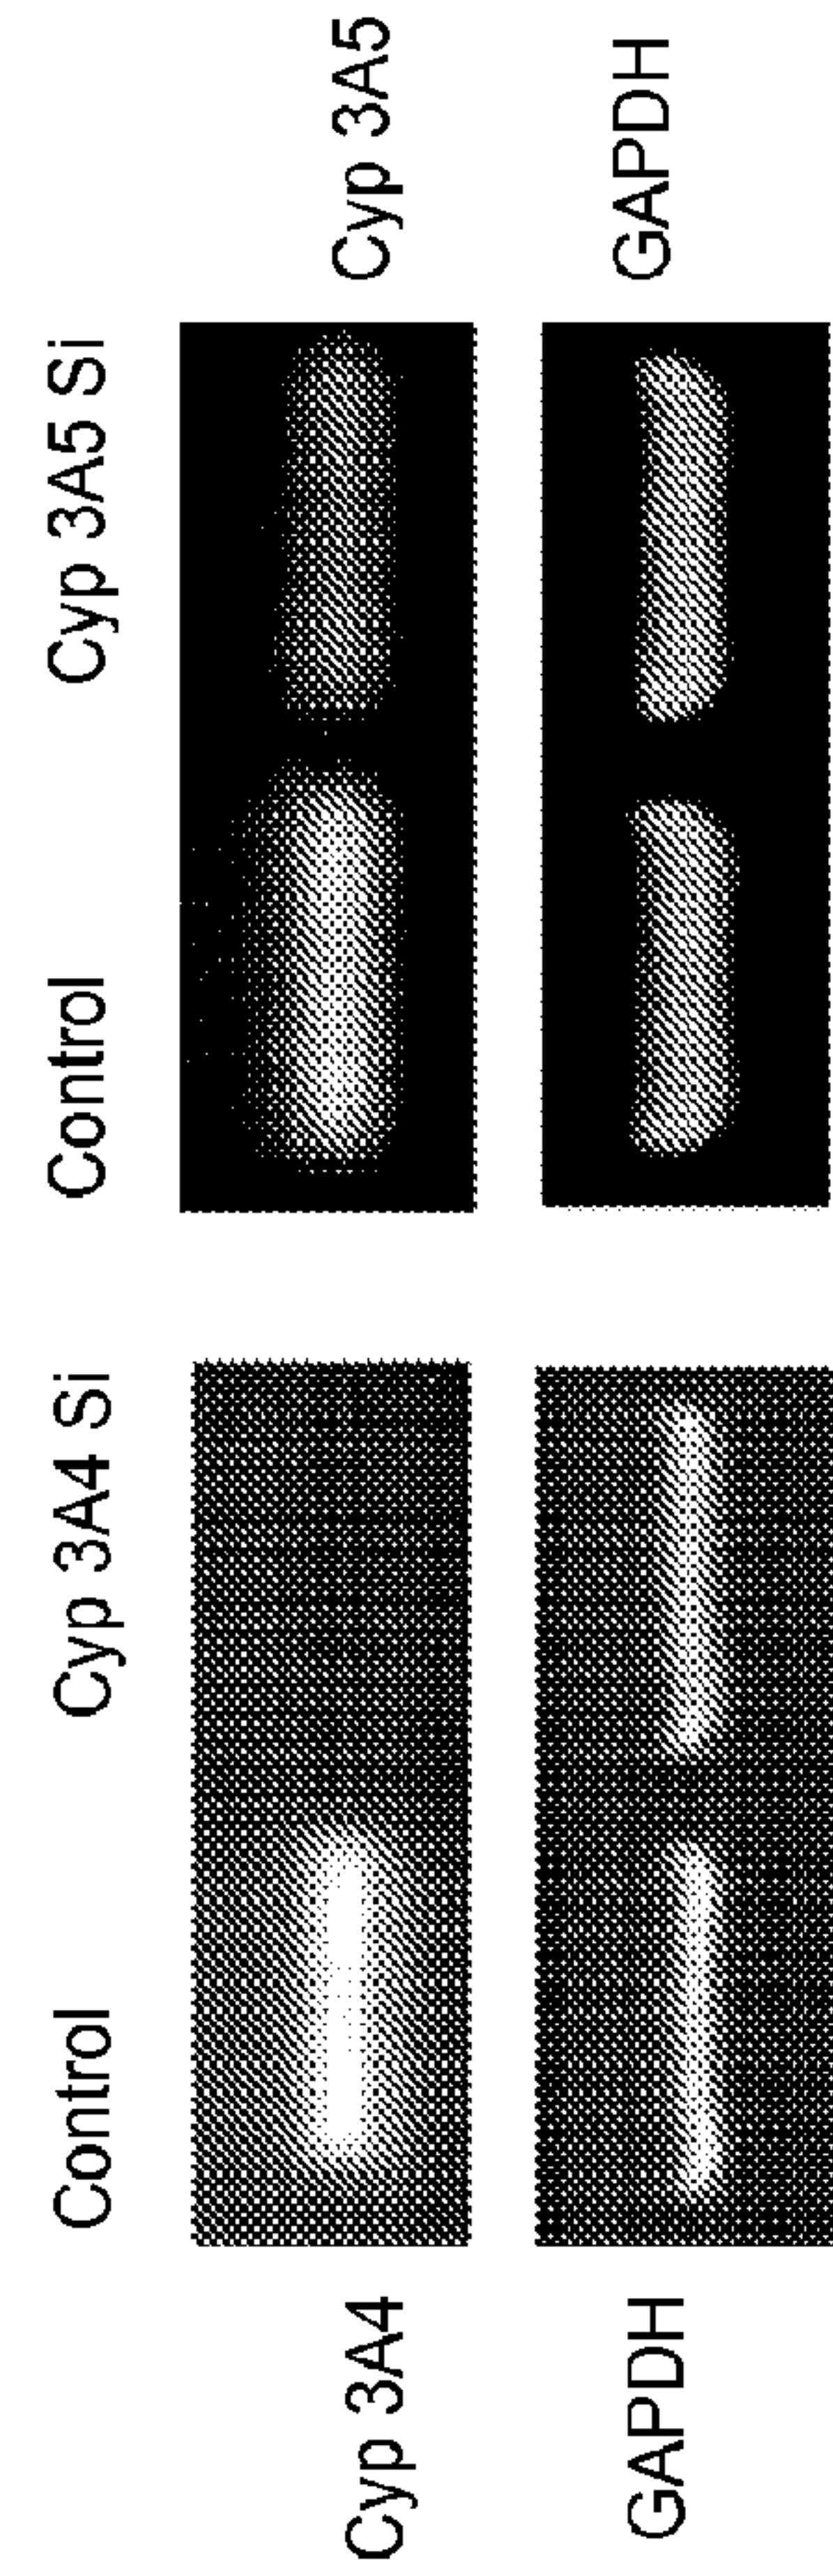 Control
Cyp 3A4 Si
Control
Cyp 3A5 Si
Cyp 3A4
Cyp 3A5
GAPDH
GAPDH